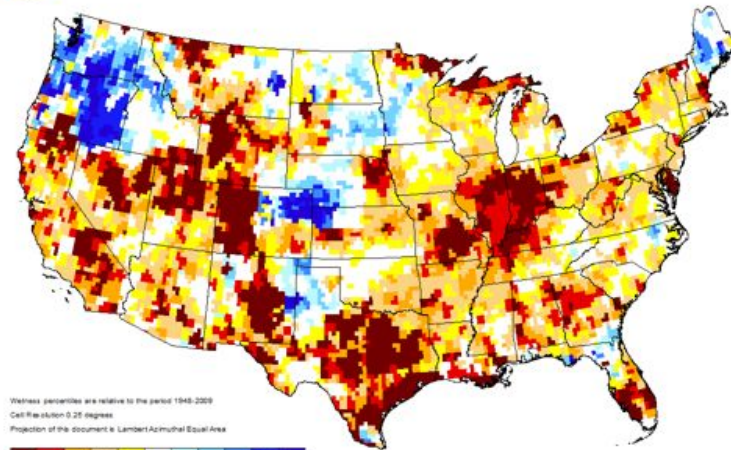 Wetness percentiles are relative to the period 1948-2009
Cell Resolution 0.25 degrees
Projection of this document is Lambert Azimuthal Equal Area